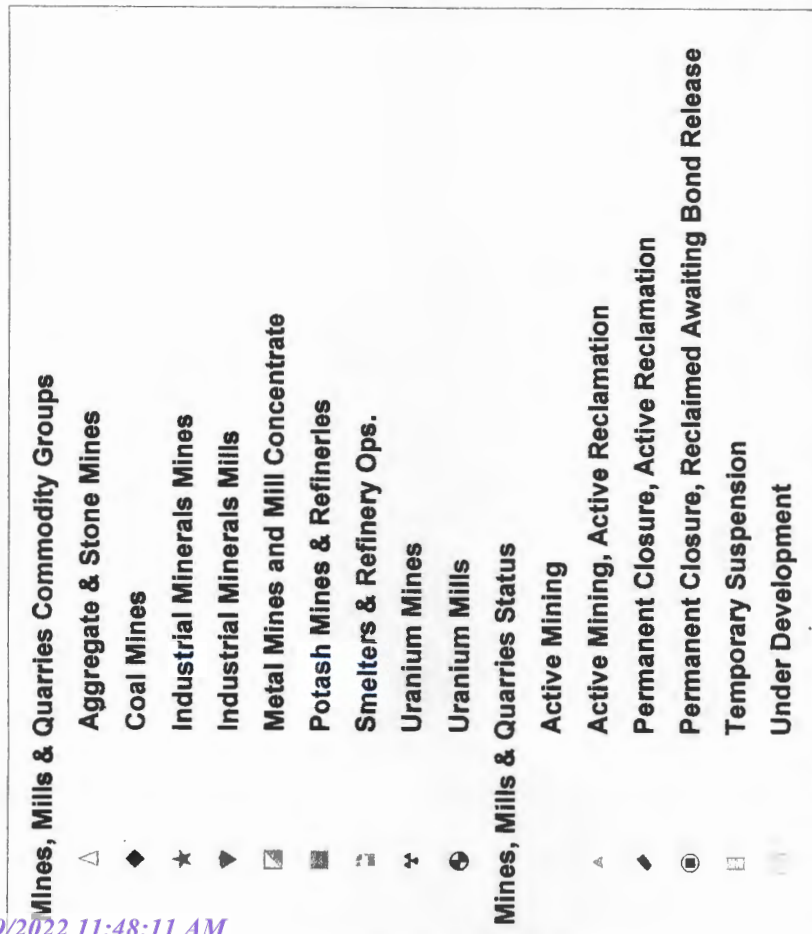 Mines, Mills & Quarries Commodity Groups
Aggregate & Stone Mines
Coal Mines
Industrial Minerals Mines
Industrial Minerals Mills
Metal Mines and Mill Concentrate
Potash Mines & Refineries
Smelters & Refinery Ops.
Uranium Mines
Uranium Mills
Mines, Mills & Quarries Status
Active Mining
Active Mining, Active Reclamation
Permanent Closure, Active Reclamation
Permanent Closure, Reclaimed Awaiting Bond Release
Temporary Suspension
Under Development
9/2022 11:48:11 AM